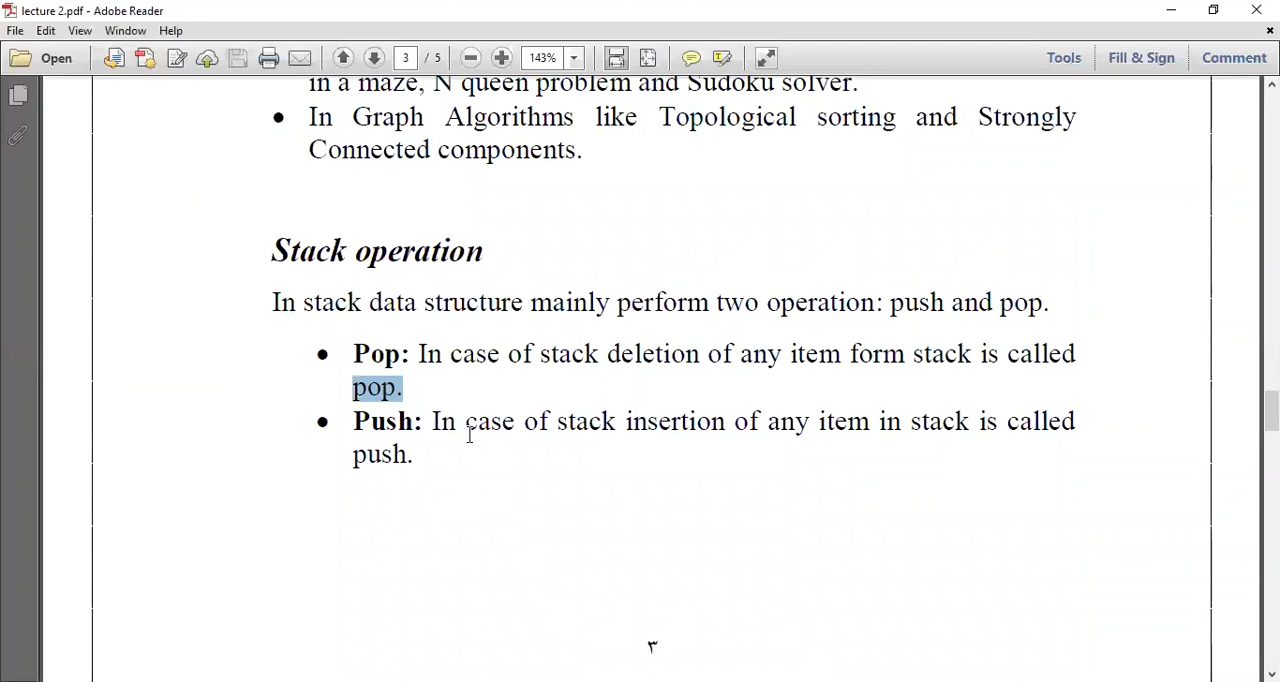 lecture 2.pdf - Adobe Reader
File Edit View Window Help
Open 3 / 5 143% Tools Fill & Sign Comment
in a maze, N queen problem and Sudoku solver.
• In Graph Algorithms like Topological sorting and Strongly
Connected components.
Stack operation
In stack data structure mainly perform two operation: push and pop.
• Pop: In case of stack deletion of any item form stack is called
pop.
• Push: In case of stack insertion of any item in stack is called
push.
٣